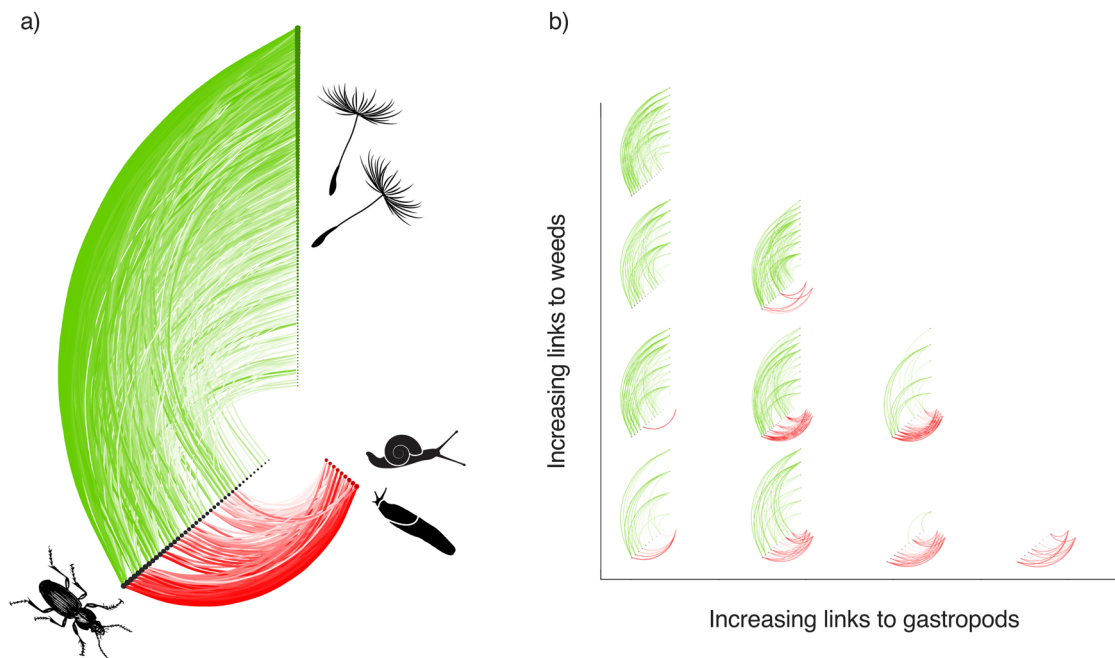 a)
b)
Increasing links to weeds
Increasing links to gastropods